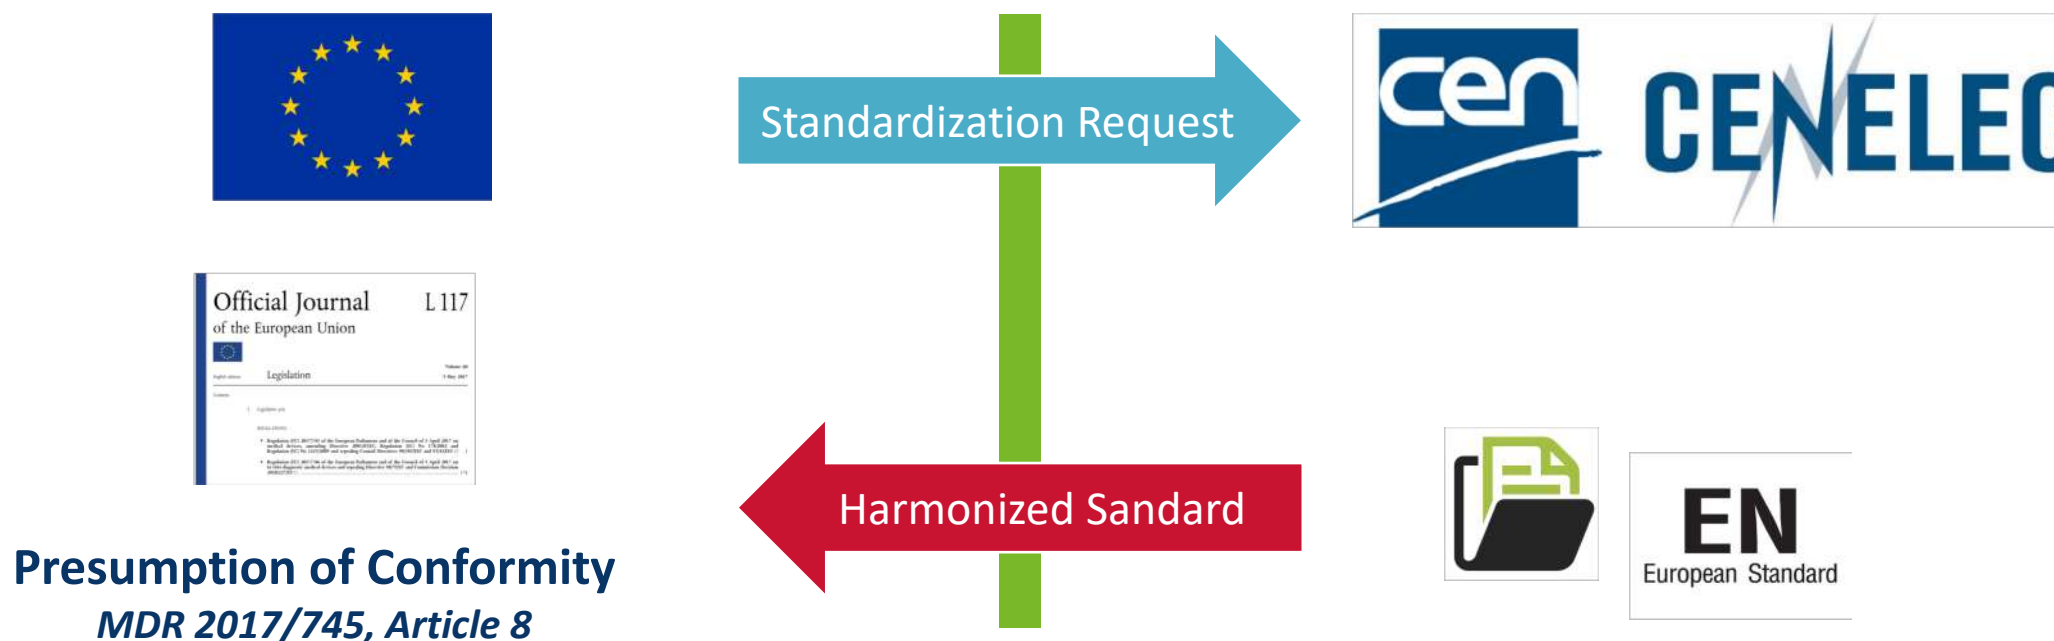 Standardization Request
cen
CENELEC
Official Journal L 117
of the European Union
Legislation
Harmonized Sandard
EN
European Standard
Presumption of Conformity
MDR 2017/745, Article 8